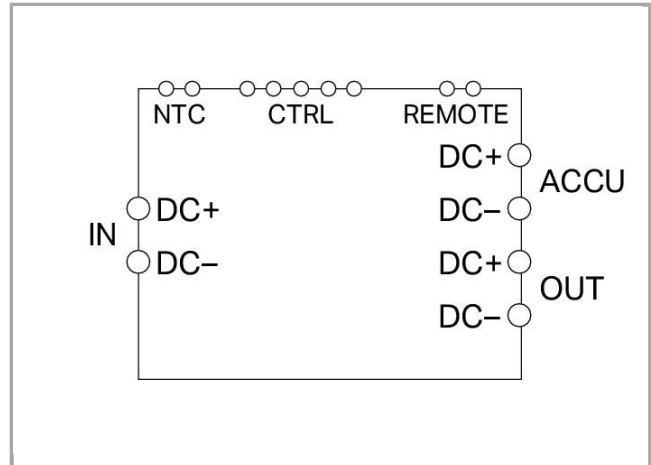 NTC CTRL REMOTE
DC+ ACCU
DC+ DC–
IN DC– DC+ OUT
DC–